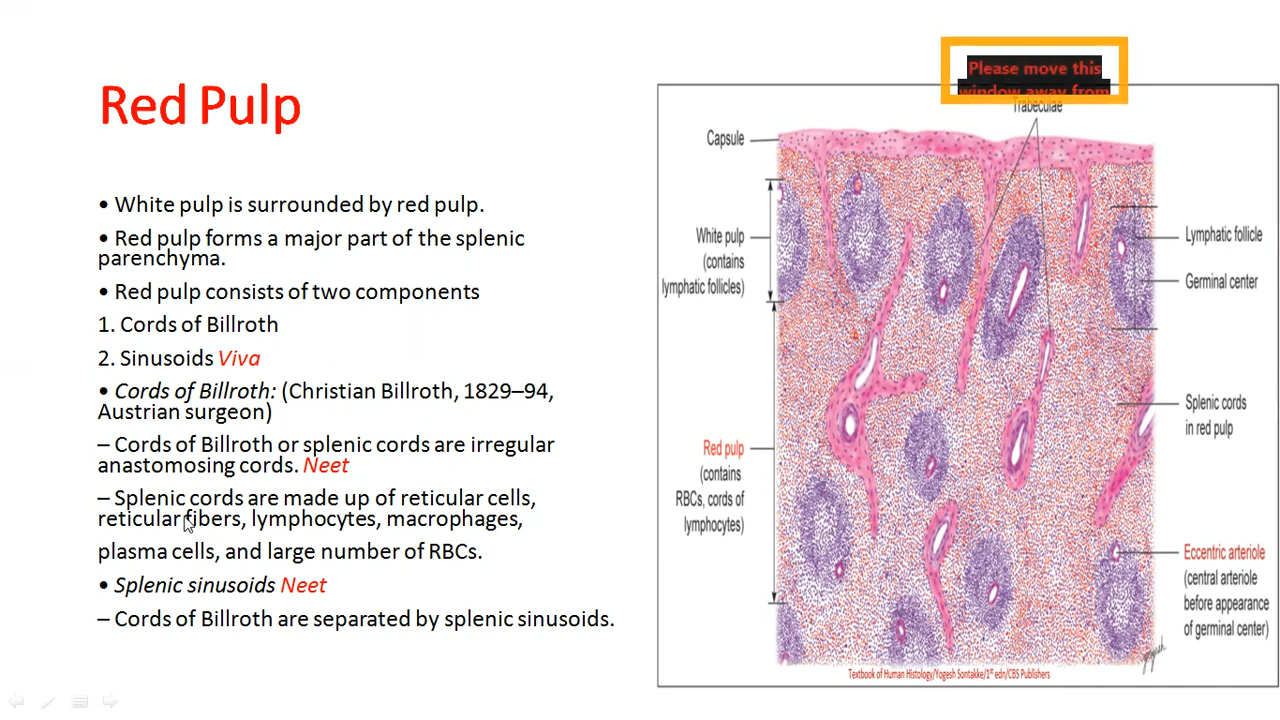 Red Pulp
• White pulp is surrounded by red pulp.
• Red pulp forms a major part of the splenic
parenchyma.
• Red pulp consists of two components
1. Cords of Billroth
2. Sinusoids Viva
• Cords of Billroth: (Christian Billroth, 1829–94,
Austrian surgeon)
– Cords of Billroth or splenic cords are irregular
anastomosing cords. Neet
– Splenic cords are made up of reticular cells,
reticular fibers, lymphocytes, macrophages,
plasma cells, and large number of RBCs.
• Splenic sinusoids Neet
– Cords of Billroth are separated by splenic sinusoids.
Please move this
window away from
Trabeculae
Capsule
White pulp
(contains
lymphatic follicles)
Red pulp
(contains
RBCs, cords of
lymphocytes)
Lymphatic follicle
Germinal center
Splenic cords
in red pulp
Eccentric arteriole
(central arteriole
before appearance
of germinal center)
Yogesh
Textbook of Human Histology/Yogesh Sontakke/1st edn/CBS Publishers